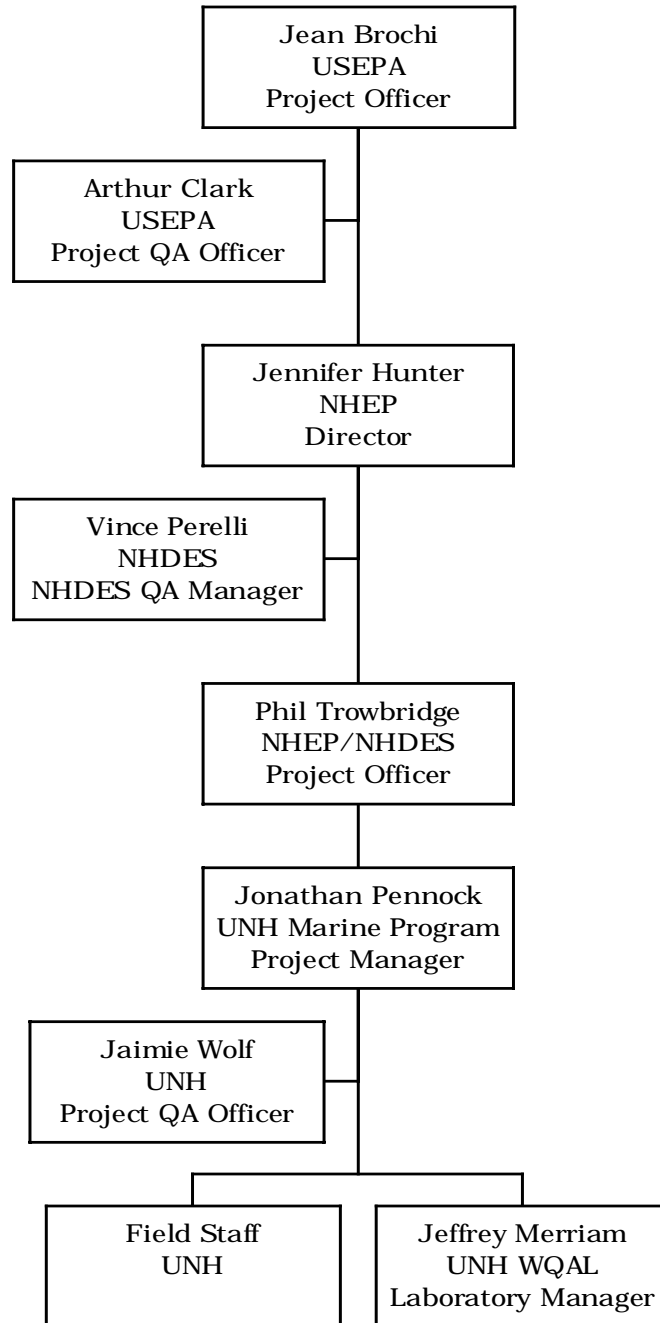 Jean Brochi
USEPA
Project Officer
Arthur Clark
USEPA
Project QA Officer
Jennifer Hunter
NHEP
Director
Vince Perelli
NHDES
NHDES QA Manager
Phil Trowbridge
NHEP/NHDES
Project Officer
Jonathan Pennock
UNH Marine Program
Project Manager
Jaimie Wolf
UNH
Project QA Officer
Field Staff
UNH
Jeffrey Merriam
UNH WQAL
Laboratory Manager